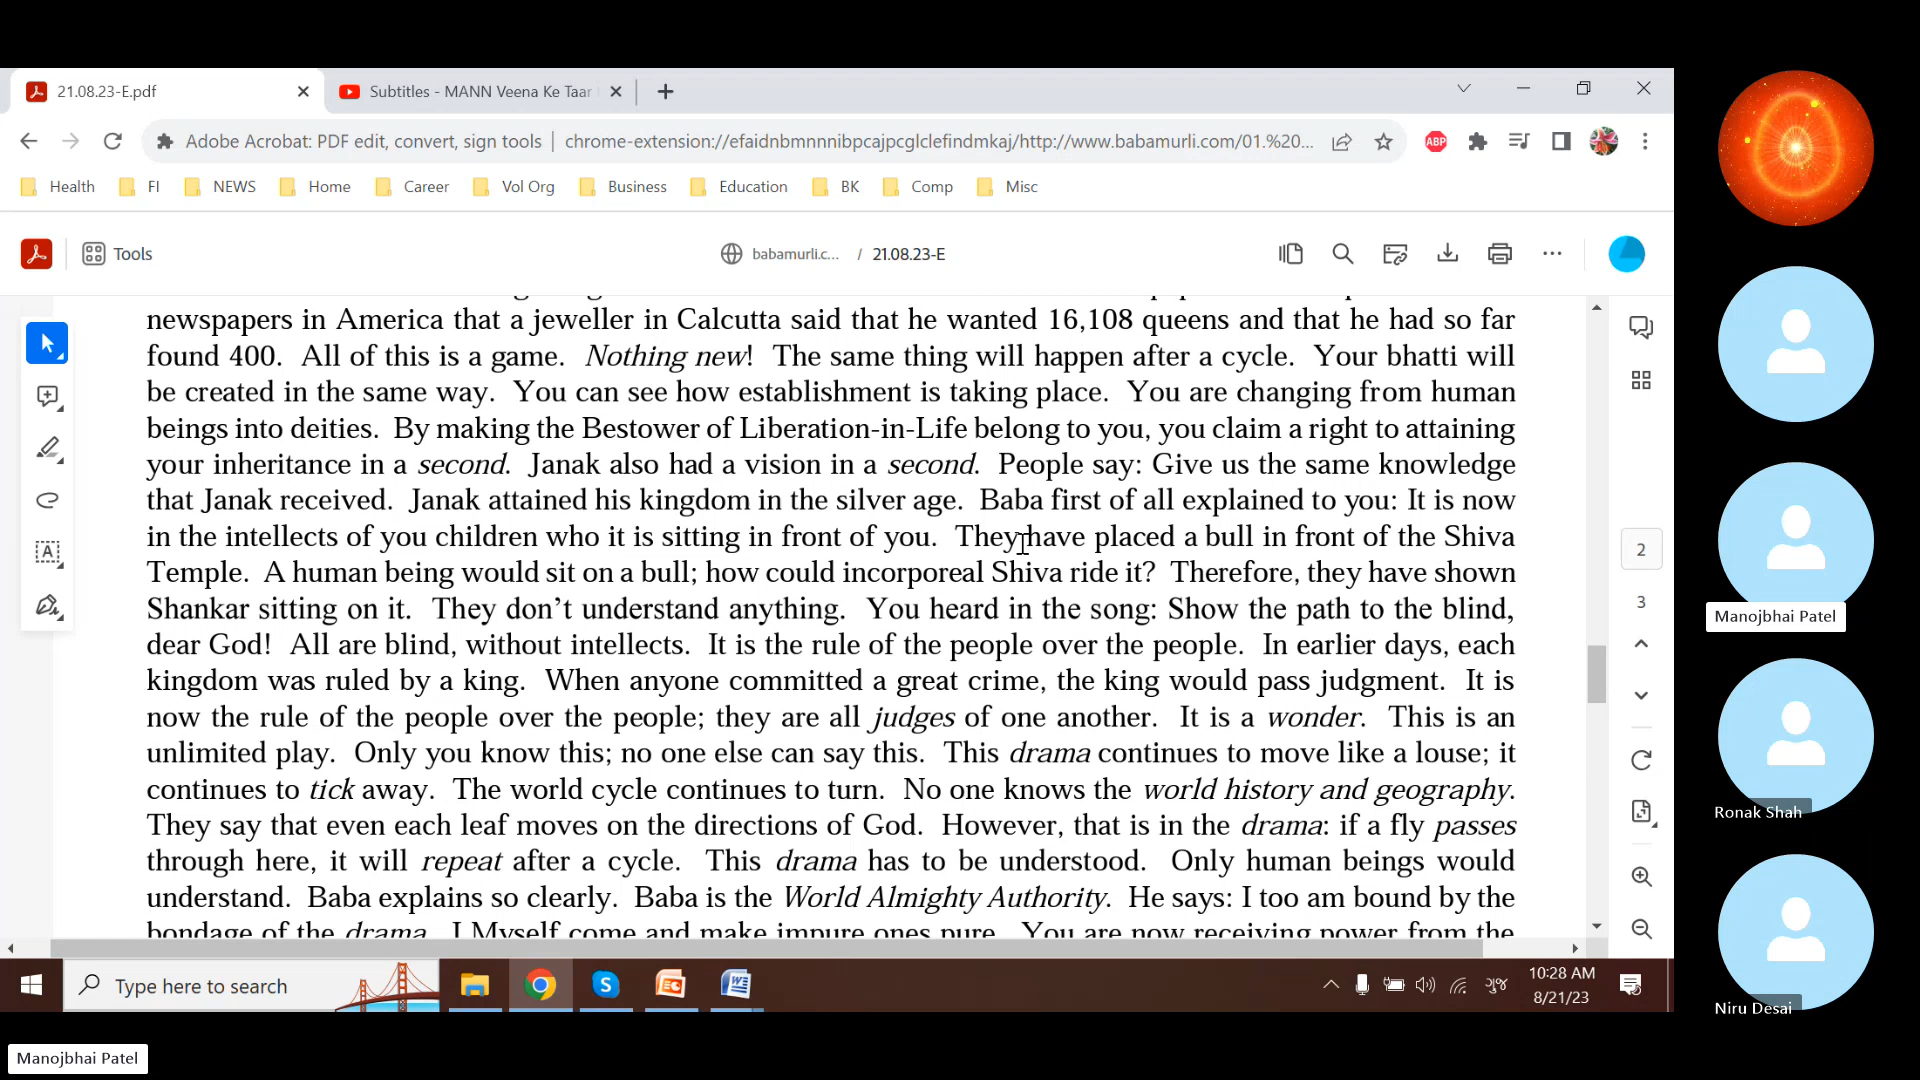 21.08.23-E.pdf
Subtitles - MANN Veena Ke Taar
Adobe Acrobat: PDF edit, convert, sign tools
chrome-extension://efaidnbmnnnibpcajpcglclefindmkaj/http://www.babamurli.com/01.%20...
ABP
Health
FI
NEWS
Home
Career
Vol Org
Business
Education
BK
Comp
Misc
Tools
babamurli.c... / 21.08.23-E
newspapers in America that a jeweller in Calcutta said that he wanted 16,108 queens and that he had so far
found 400. All of this is a game. Nothing new! The same thing will happen after a cycle. Your bhatti will
be created in the same way. You can see how establishment is taking place. You are changing from human
beings into deities. By making the Bestower of Liberation-in-Life belong to you, you claim a right to attaining
your inheritance in a second. Janak also had a vision in a second. People say: Give us the same knowledge
that Janak received. Janak attained his kingdom in the silver age. Baba first of all explained to you: It is now
in the intellects of you children who it is sitting in front of you. They have placed a bull in front of the Shiva
Temple. A human being would sit on a bull; how could incorporeal Shiva ride it? Therefore, they have shown
Shankar sitting on it. They don’t understand anything. You heard in the song: Show the path to the blind,
dear God! All are blind, without intellects. It is the rule of the people over the people. In earlier days, each
kingdom was ruled by a king. When anyone committed a great crime, the king would pass judgment. It is
now the rule of the people over the people; they are all judges of one another. It is a wonder. This is an
unlimited play. Only you know this; no one else can say this. This drama continues to move like a louse; it
continues to tick away. The world cycle continues to turn. No one knows the world history and geography.
They say that even each leaf moves on the directions of God. However, that is in the drama: if a fly passes
through here, it will repeat after a cycle. This drama has to be understood. Only human beings would
understand. Baba explains so clearly. Baba is the World Almighty Authority. He says: I too am bound by the
bondage of the drama. I Myself come and make impure ones pure. You are now receiving power from the
2
3
Manojbhai Patel
Ronak Shah
Niru Desai
Type here to search
ગુજ
10:28 AM
8/21/23
Manojbhai Patel